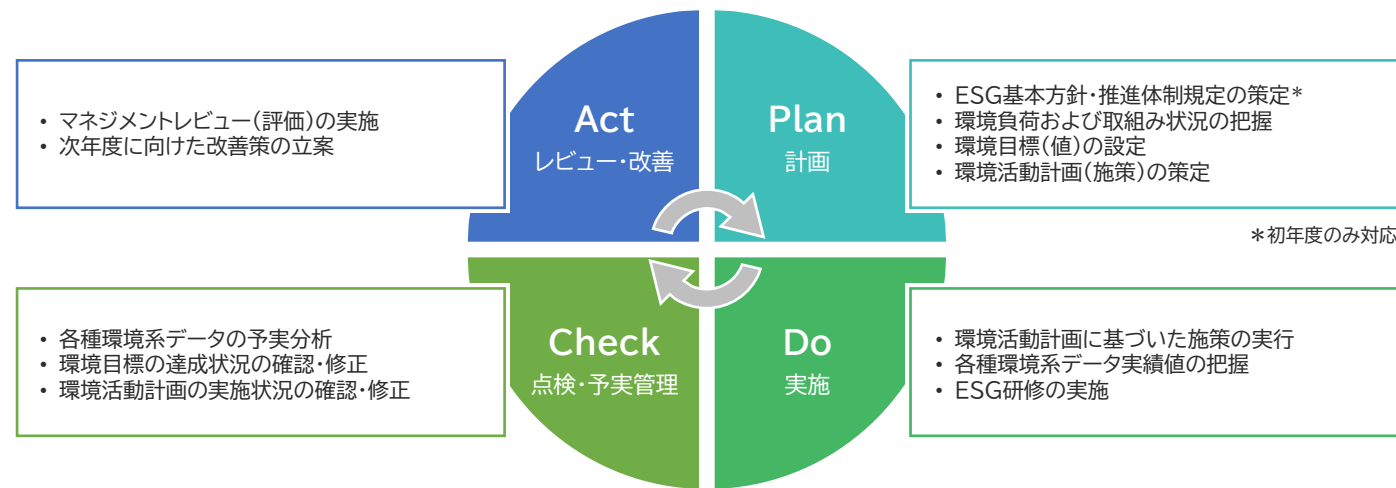 Act
レビュー・改善
• マネジメントレビュー(評価)の実施
• 次年度に向けた改善策の立案
Plan
計画
• ESG基本方針・推進体制規定の策定*
• 環境負荷および取組み状況の把握
• 環境目標(値)の設定
• 環境活動計画(施策)の策定
*初年度のみ対応
Check
点検・予実管理
• 各種環境系データの予実分析
• 環境目標の達成状況の確認・修正
• 環境活動計画の実施状況の確認・修正
Do
実施
• 環境活動計画に基づいた施策の実行
• 各種環境系データ実績値の把握
• ESG研修の実施